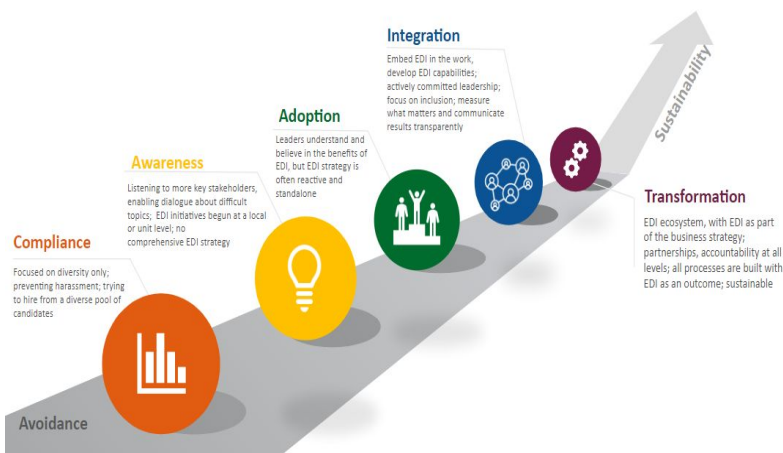 Integration
Embed EDI in the work,
develop EDI capabilities;
actively committed leadership;
focus on inclusion; measure
what matters and communicate
results transparently
Sustainability
Adoption
Leaders understand and
believe in the benefits of
EDI, but EDI strategy is
often reactive and
standalone
Awareness
Listening to more key stakeholders,
enabling dialogue about difficult
topics; EDI initiatives begun at a local
or unit level; no
comprehensive EDI strategy
Transformation
EDI ecosystem, with EDI as part
of the business strategy;
partnerships, accountability at all
levels; all processes are built with
EDI as an outcome; sustainable
Compliance
Focused on diversity only;
preventing harassment; trying
to hire from a diverse pool of
candidates
Avoidance